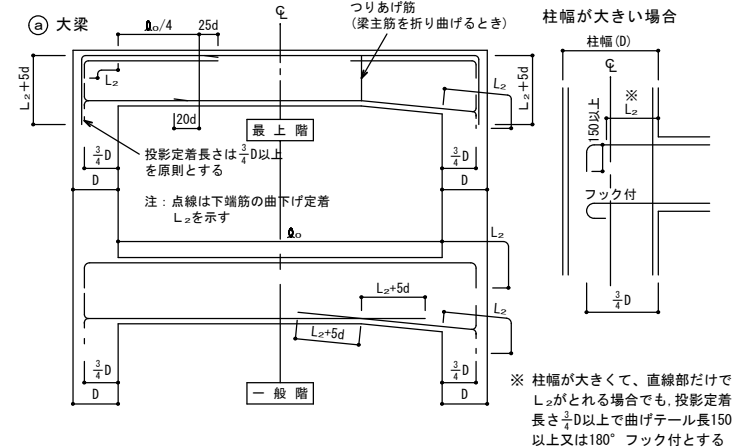 ⓐ 大梁
ℓ₀/4
25d
℄
つりあげ筋
(梁主筋を折り曲げるとき)
柱幅が大きい場合
柱幅(D)
℄
L₂+5d
L₂
L₂
L₂+5d
150以上
※
L₂
20d
最上階
投影定着長さは3/4D以上
を原則とする
3/4D
D
3/4D
D
フック付
注：点線は下端筋の曲下げ定着
L₂を示す
ℓ₀
L₂
L₂+5d
L₂
L₂+5d
3/4D
3/4D
D
3/4D
D
一般階
※ 柱幅が大きくて、直線部だけで
L₂がとれる場合でも,投影定着
長さ3/4D以上で曲げテール長150
以上又は180°フック付とする